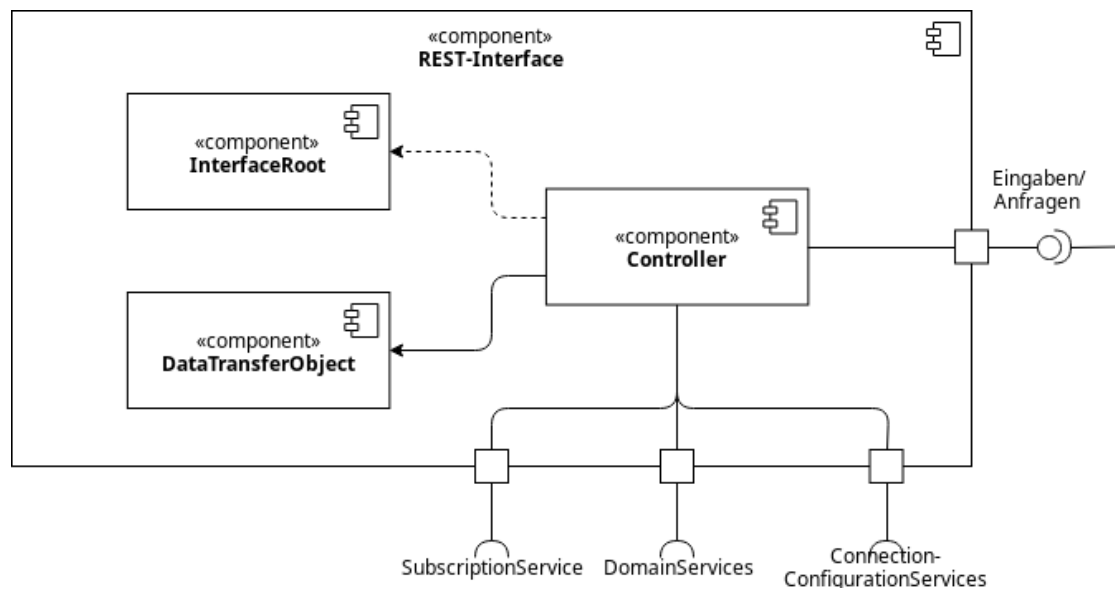 «component»
REST-Interface
«component»
InterfaceRoot
Eingaben/
Anfragen
«component»
Controller
«component»
DataTransferObject
SubscriptionService
DomainServices
Connection-
ConfigurationServices